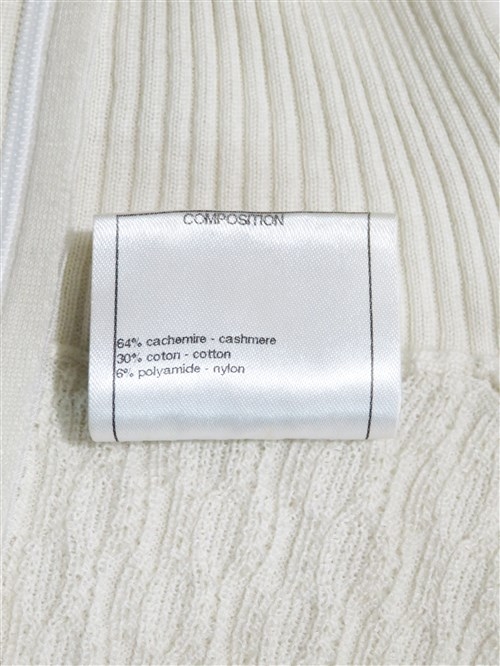 COMPOSITION
64% cachemire - cashmere
30% coton - cotton
6% polyamide - nylon